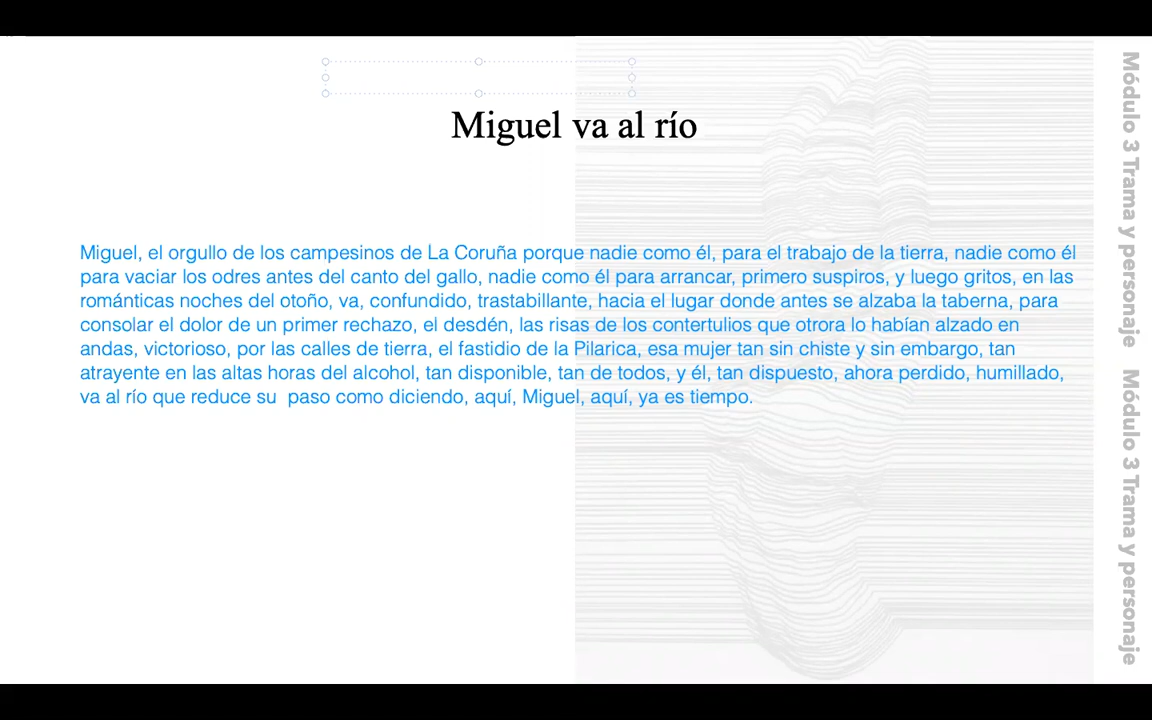 Miguel va al río
Miguel, el orgullo de los campesinos de La Coruña porque nadie como él, para el trabajo de la tierra, nadie como él
para vaciar los odres antes del canto del gallo, nadie como él para arrancar, primero suspiros, y luego gritos, en las
románticas noches del otoño, va, confundido, trastabillante, hacia el lugar donde antes se alzaba la taberna, para
consolar el dolor de un primer rechazo, el desdén, las risas de los contertulios que otrora lo habían alzado en
andas, victorioso, por las calles de tierra, el fastidio de la Pilarica, esa mujer tan sin chiste y sin embargo, tan
atrayente en las altas horas del alcohol, tan disponible, tan de todos, y él, tan dispuesto, ahora perdido, humillado,
va al río que reduce su  paso como diciendo, aquí, Miguel, aquí, ya es tiempo.
Módulo 3 Trama y personaje
Módulo 3 Trama y personaje